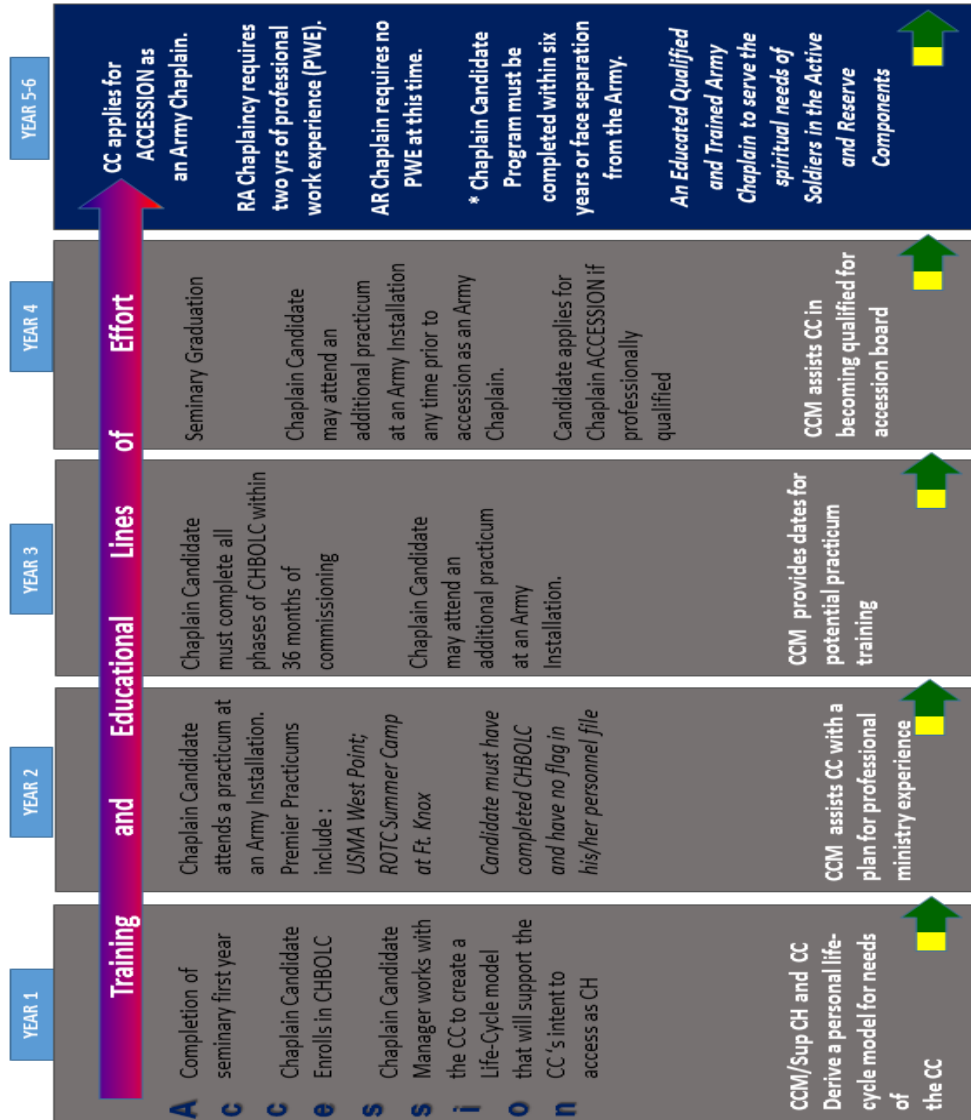 YEAR 1
YEAR 2
YEAR 3
YEAR 4
YEAR 5-6
Training and Educational Lines of Effort
A
c
c
e
s
s
i
o
n
Completion of
seminary first year
Chaplain Candidate
Enrolls in CHBOLC
Chaplain Candidate
Manager works with
the CC to create a
Life-Cycle model
that will support the
CC 's intent to
access as CH
CCM/Sup CH and CC
Derive a personal life-
cycle model for needs
of
the CC
Chaplain Candidate
attends a practicum at
an Army Installation.
Premier Practicums
include :
USMA West Point;
ROTC Summer Camp
at Ft. Knox
Candidate must have
completed CHBOLC
and have no flag in
his/her personnel file
CCM assists CC with a
plan for professional
ministry experience
Chaplain Candidate
must complete all
phases of CHBOLC within
36 months of
commissioning
Chaplain Candidate
may attend an
additional practicum
at an Army
Installation.
CCM provides dates for
potential practicum
training
Seminary Graduation
Chaplain Candidate
may attend an
additional practicum
at an Army Installation
any time prior to
accession as an Army
Chaplain.
Candidate applies for
Chaplain ACCESSION if
professionally
qualified
CCM assists CC in
becoming qualified for
accession board
CC applies for
ACCESSION as
an Army Chaplain.
RA Chaplaincy requires
two yrs of professional
work experience (PWE).
AR Chaplain requires no
PWE at this time.
* Chaplain Candidate
Program must be
completed within six
years or face separation
from the Army.
An Educated Qualified
and Trained Army
Chaplain to serve the
spiritual needs of
Soldiers in the Active
and Reserve
Components